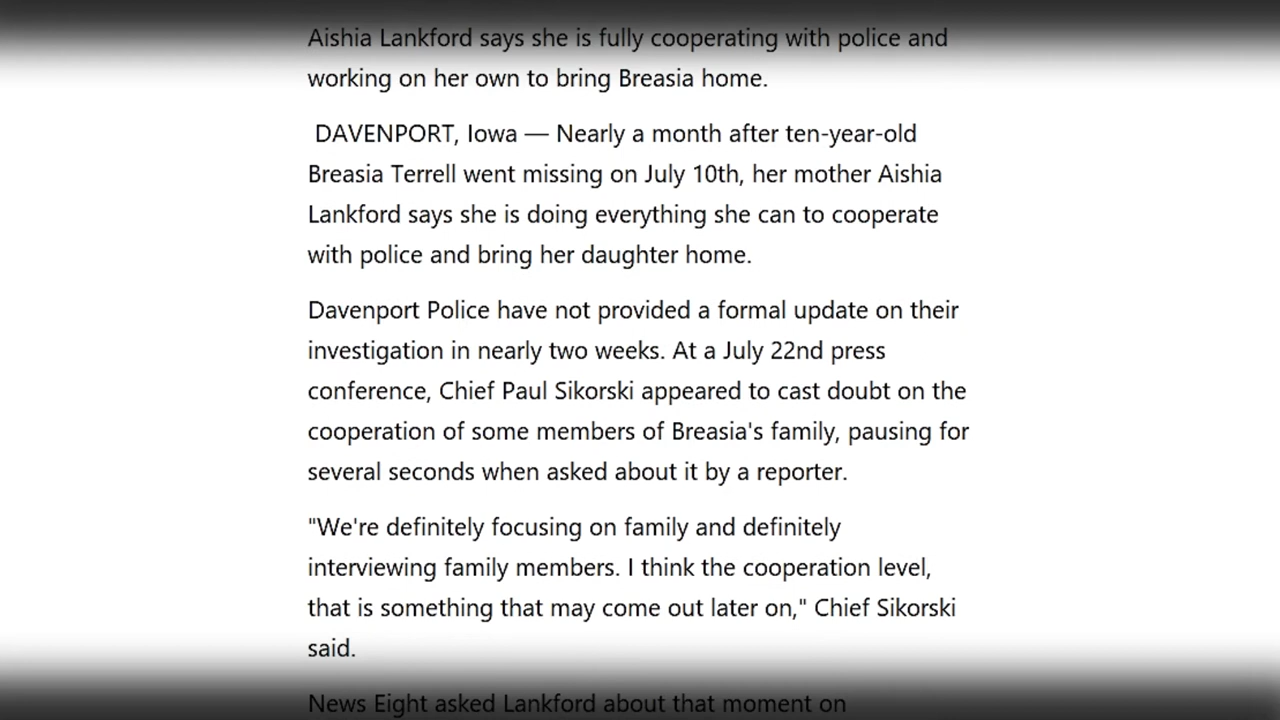 Aishia Lankford says she is fully cooperating with police and
working on her own to bring Breasia home.
DAVENPORT, Iowa — Nearly a month after ten-year-old
Breasia Terrell went missing on July 10th, her mother Aishia
Lankford says she is doing everything she can to cooperate
with police and bring her daughter home.
Davenport Police have not provided a formal update on their
investigation in nearly two weeks. At a July 22nd press
conference, Chief Paul Sikorski appeared to cast doubt on the
cooperation of some members of Breasia's family, pausing for
several seconds when asked about it by a reporter.
"We're definitely focusing on family and definitely
interviewing family members. I think the cooperation level,
that is something that may come out later on," Chief Sikorski
said.
News Eight asked Lankford about that moment on